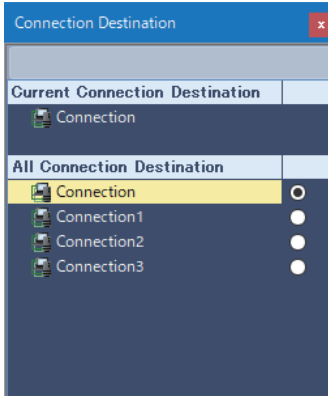 Connection Destination
x
Current Connection Destination
Connection
All Connection Destination
Connection
Connection1
Connection2
Connection3